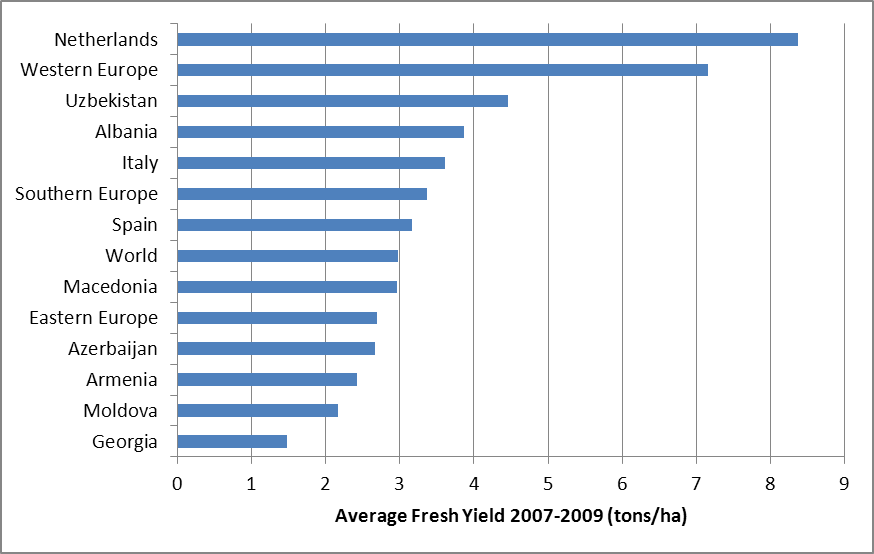 Netherlands
Western Europe
Uzbekistan
Albania
Italy
Southern Europe
Spain
World
Macedonia
Eastern Europe
Azerbaijan
Armenia
Moldova
Georgia
0 1 2 3 4 5 6 7 8 9
Average Fresh Yield 2007-2009 (tons/ha)